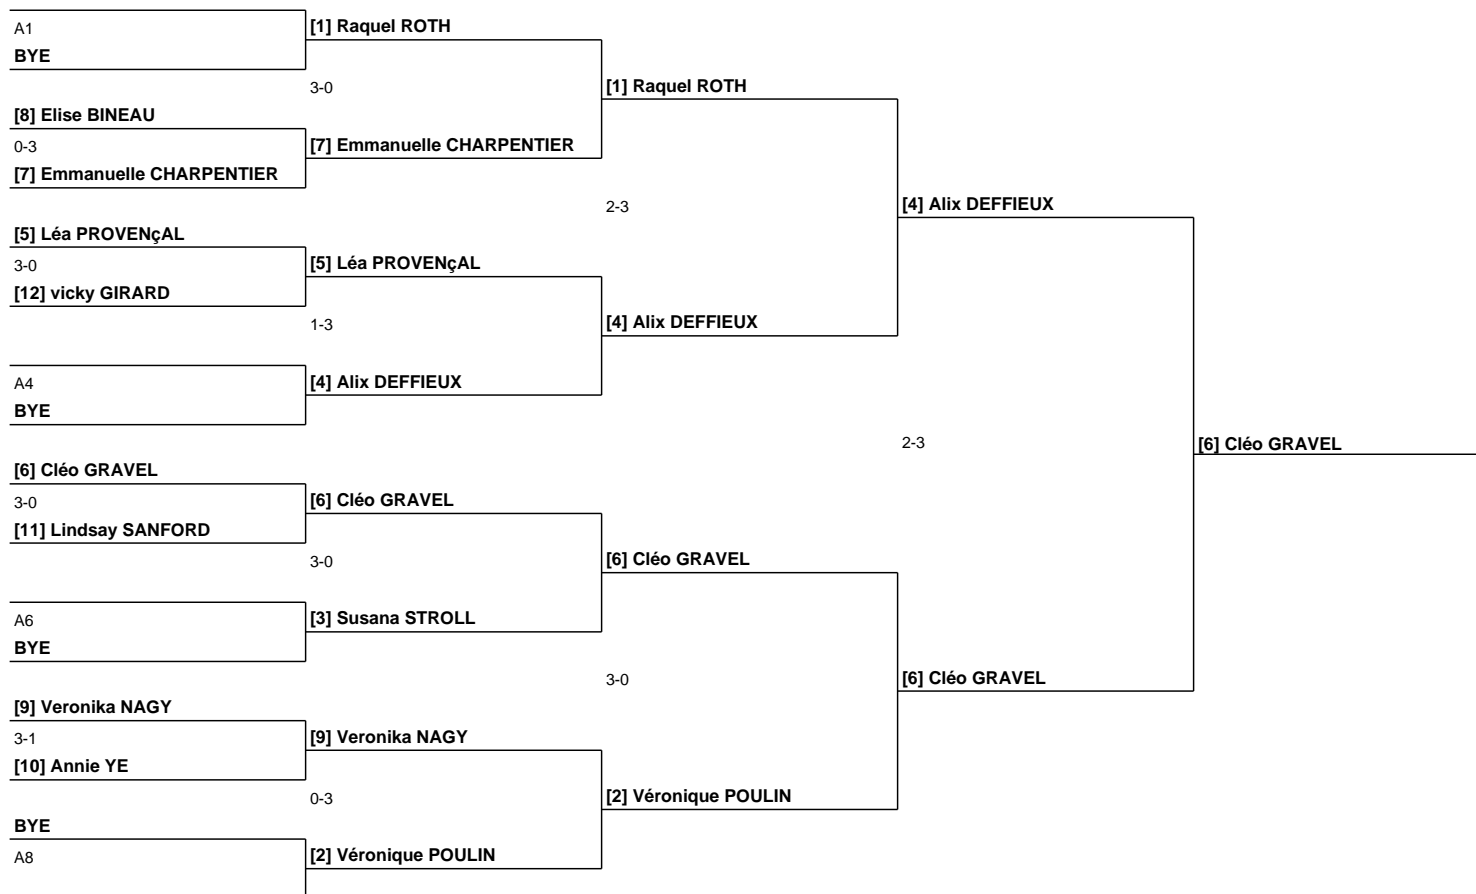 A1
BYE
[1] Raquel ROTH
3-0
[8] Elise BINEAU
0-3
[7] Emmanuelle CHARPENTIER
[7] Emmanuelle CHARPENTIER
[1] Raquel ROTH
2-3
[5] Léa PROVENçAL
3-0
[12] vicky GIRARD
[5] Léa PROVENçAL
1-3
A4
BYE
[4] Alix DEFFIEUX
[4] Alix DEFFIEUX
[4] Alix DEFFIEUX
2-3
[6] Cléo GRAVEL
[6] Cléo GRAVEL
3-0
[11] Lindsay SANFORD
[6] Cléo GRAVEL
3-0
A6
BYE
[3] Susana STROLL
[6] Cléo GRAVEL
3-0
[9] Veronika NAGY
3-1
[10] Annie YE
[9] Veronika NAGY
0-3
BYE
A8
[2] Véronique POULIN
[2] Véronique POULIN
[6] Cléo GRAVEL